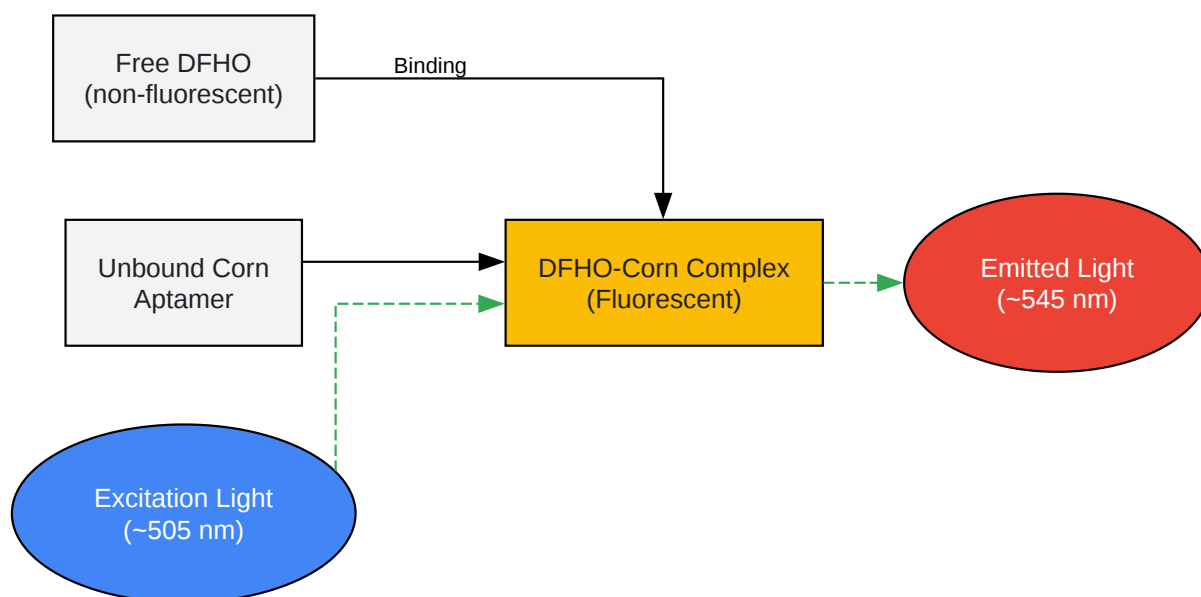 Free DFHO
(non-fluorescent)
Binding
Unbound Corn
Aptamer
DFHO-Corn Complex
(Fluorescent)
Emitted Light
(~545 nm)
Excitation Light
(~505 nm)